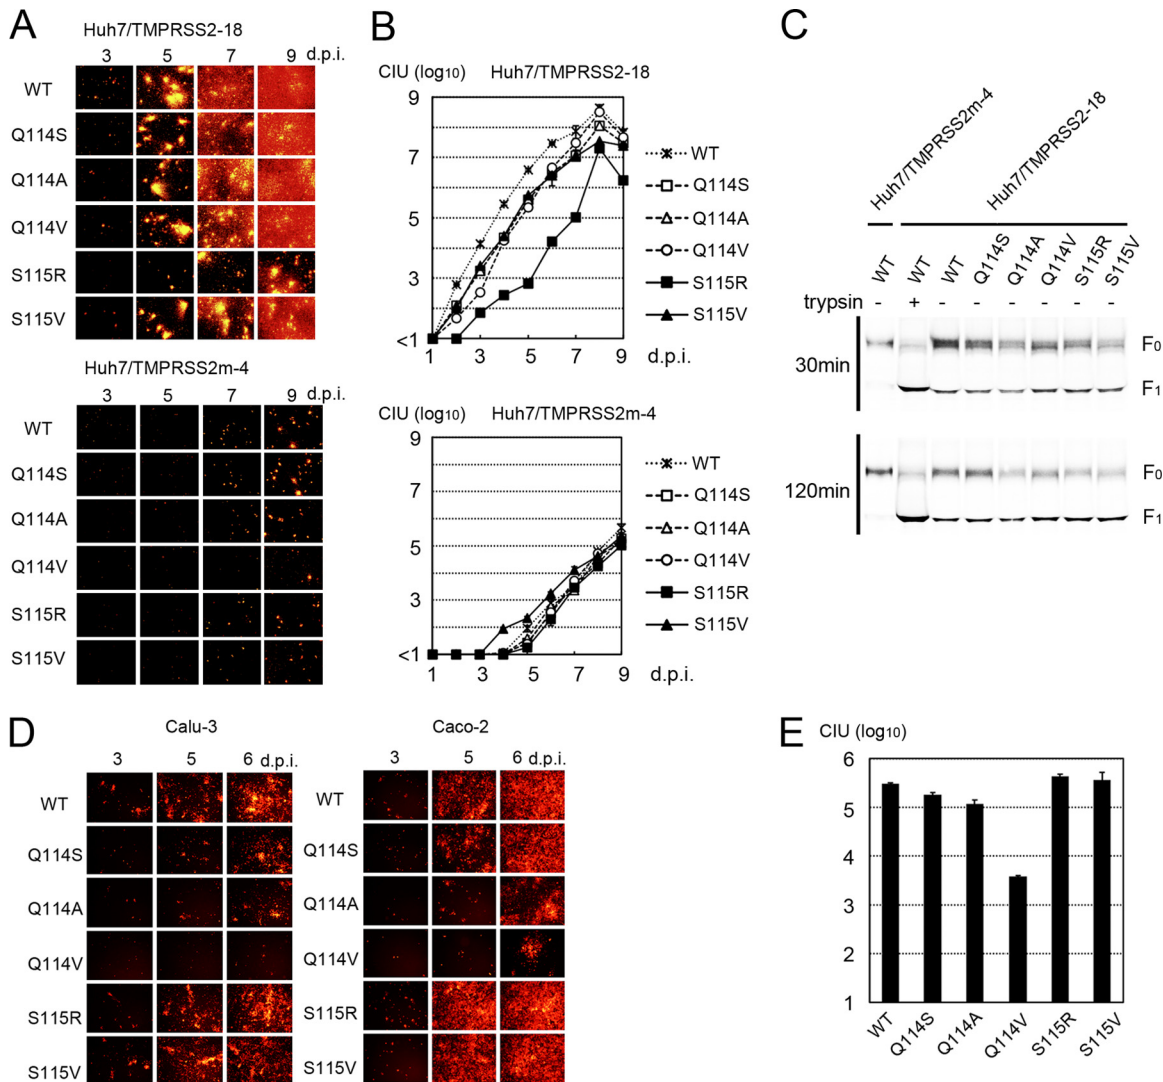 A
Huh7/TMPRSS2-18
3 5 7 9 d.p.i.
WT
Q114S
Q114A
Q114V
S115R
S115V
Huh7/TMPRSS2m-4
3 5 7 9 d.p.i.
WT
Q114S
Q114A
Q114V
S115R
S115V
B
CIU (log10) Huh7/TMPRSS2-18
9
7
5
3
<1
1 3 5 7 9 d.p.i.
WT
Q114S
Q114A
Q114V
S115R
S115V
CIU (log10) Huh7/TMPRSS2m-4
9
7
5
3
<1
1 3 5 7 9 d.p.i.
WT
Q114S
Q114A
Q114V
S115R
S115V
C
Huh7/TMPRSS2m-4
Huh7/TMPRSS2-18
WT WT WT Q114S Q114A Q114V S115R S115V
trypsin - + - - - - - -
30min
F0
F1
120min
F0
F1
D
Calu-3
3 5 6 d.p.i.
WT
Q114S
Q114A
Q114V
S115R
S115V
Caco-2
3 5 6 d.p.i.
WT
Q114S
Q114A
Q114V
S115R
S115V
E
CIU (log10)
6
5
4
3
2
1
WT Q114S Q114A Q114V S115R S115V